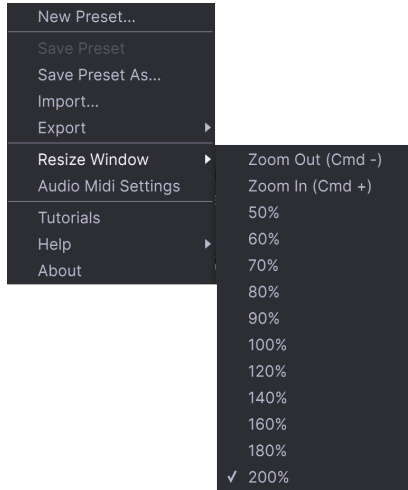 New Preset...
Save Preset
Save Preset As...
Import...
Export
Resize Window
Audio Midi Settings
Tutorials
Help
About
Zoom Out (Cmd -)
Zoom In (Cmd +)
50%
60%
70%
80%
90%
100%
120%
140%
160%
180%
200%